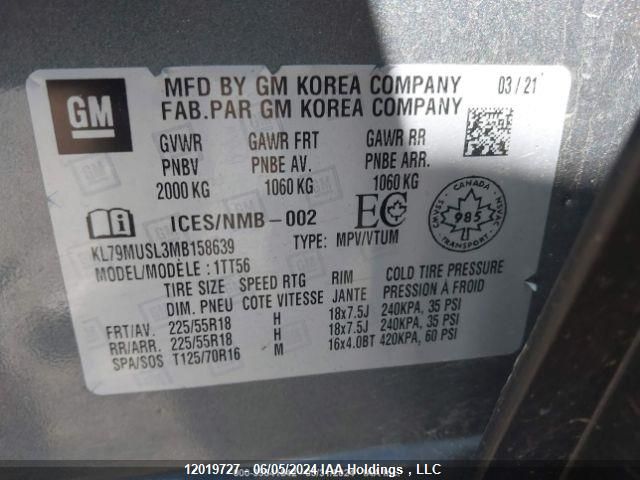 GM
MFD BY GM KOREA COMPANY 03/21
FAB.PAR GM KOREA COMPANY
GVWR GAWR FRT GAWR RR
PNBV PNBE AV. PNBE ARR.
2000 KG 1060 KG 1060 KG
ICES/NMB-002 EC
CANADA CMVSS NSVAC 985 TRANSPORT
KL79MUSL3MB158639 TYPE: MPV/VTUM
MODEL/MODÈLE: 1TT56
TIRE SIZE SPEED RTG RIM COLD TIRE PRESSURE
DIM. PNEU COTE VITESSE JANTE PRESSION À FROID
FRT/AV. 225/55R18 H 18x7.5J 240KPA, 35 PSI
RR/ARR. 225/55R18 H 18x7.5J 240KPA, 35 PSI
SPA/SOS T125/70R16 M 16x4.0BT 420KPA, 60 PSI
12019727 - 06/05/2024 IAA Holdings , LLC